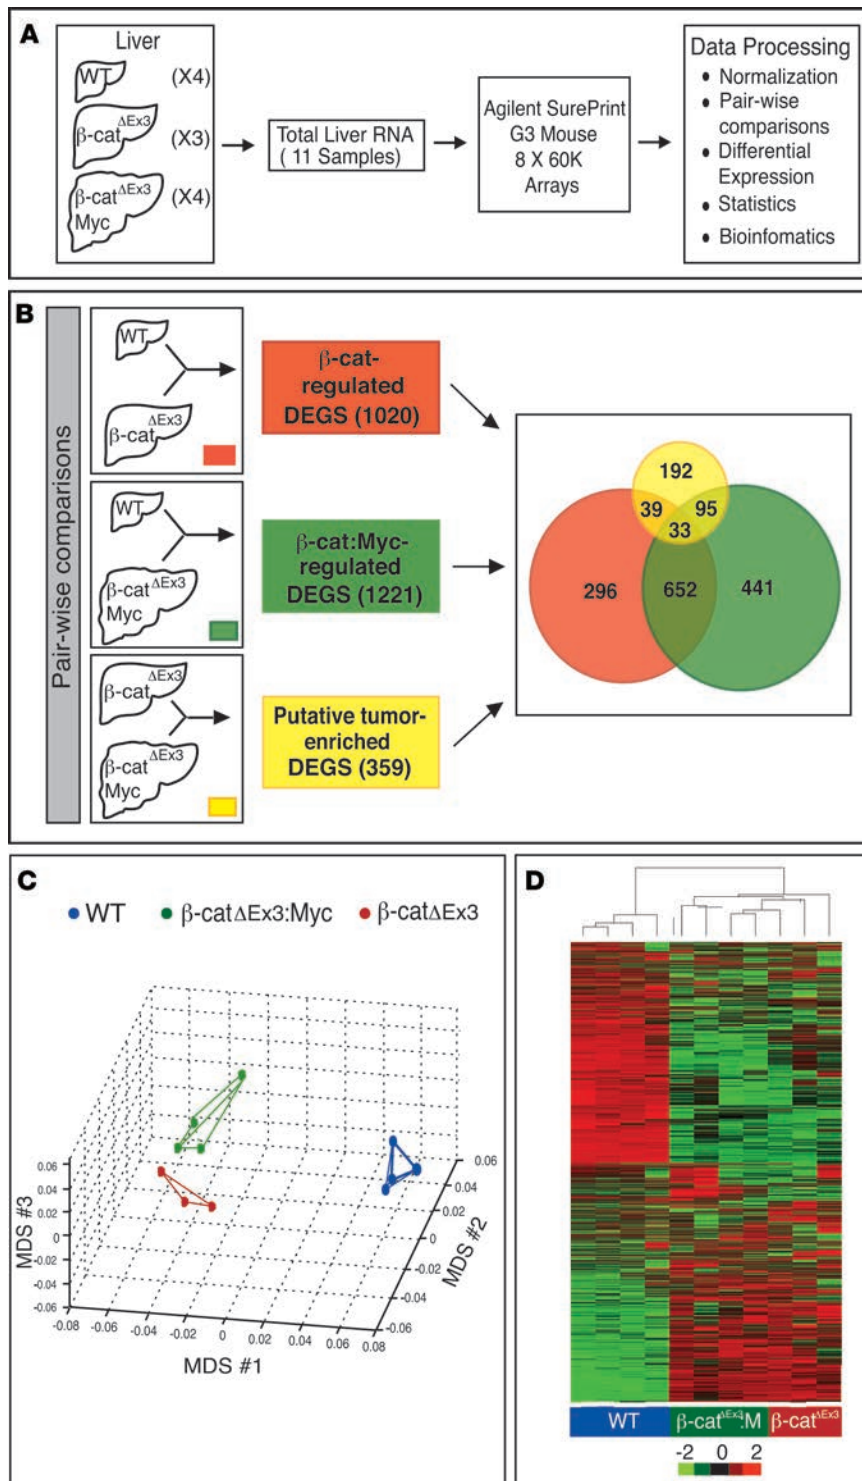 A
Liver
WT (X4)
β-cat^ΔEx3 (X3)
β-cat^ΔEx3
Myc (X4)
Total Liver RNA
( 11 Samples)
Agilent SurePrint
G3 Mouse
8 X 60K
Arrays
Data Processing
• Normalization
• Pair-wise
comparisons
• Differential
Expression
• Statistics
• Bioinfomatics
B
Pair-wise comparisons
WT
β-cat^ΔEx3
β-cat-
regulated
DEGS (1020)
WT
β-cat^ΔEx3
Myc
β-cat:Myc-
regulated
DEGS (1221)
β-cat^ΔEx3
β-cat^ΔEx3
Myc
Putative tumor-
enriched
DEGS (359)
192
39
95
33
296
652
441
C
WT
β-catΔEx3:Myc
β-catΔEx3
MDS #3
0.06
0.04
0.02
0
-0.02
-0.04
-0.06
-0.08
-0.06
-0.04
-0.02
0
0.02
0.04
0.06
0.08
MDS #1
-0.06
-0.04
-0.02
0
0.02
0.04
0.06
MDS #2
D
WT
β-cat^ΔEx3:M
β-cat^ΔEx3
-2 0 2